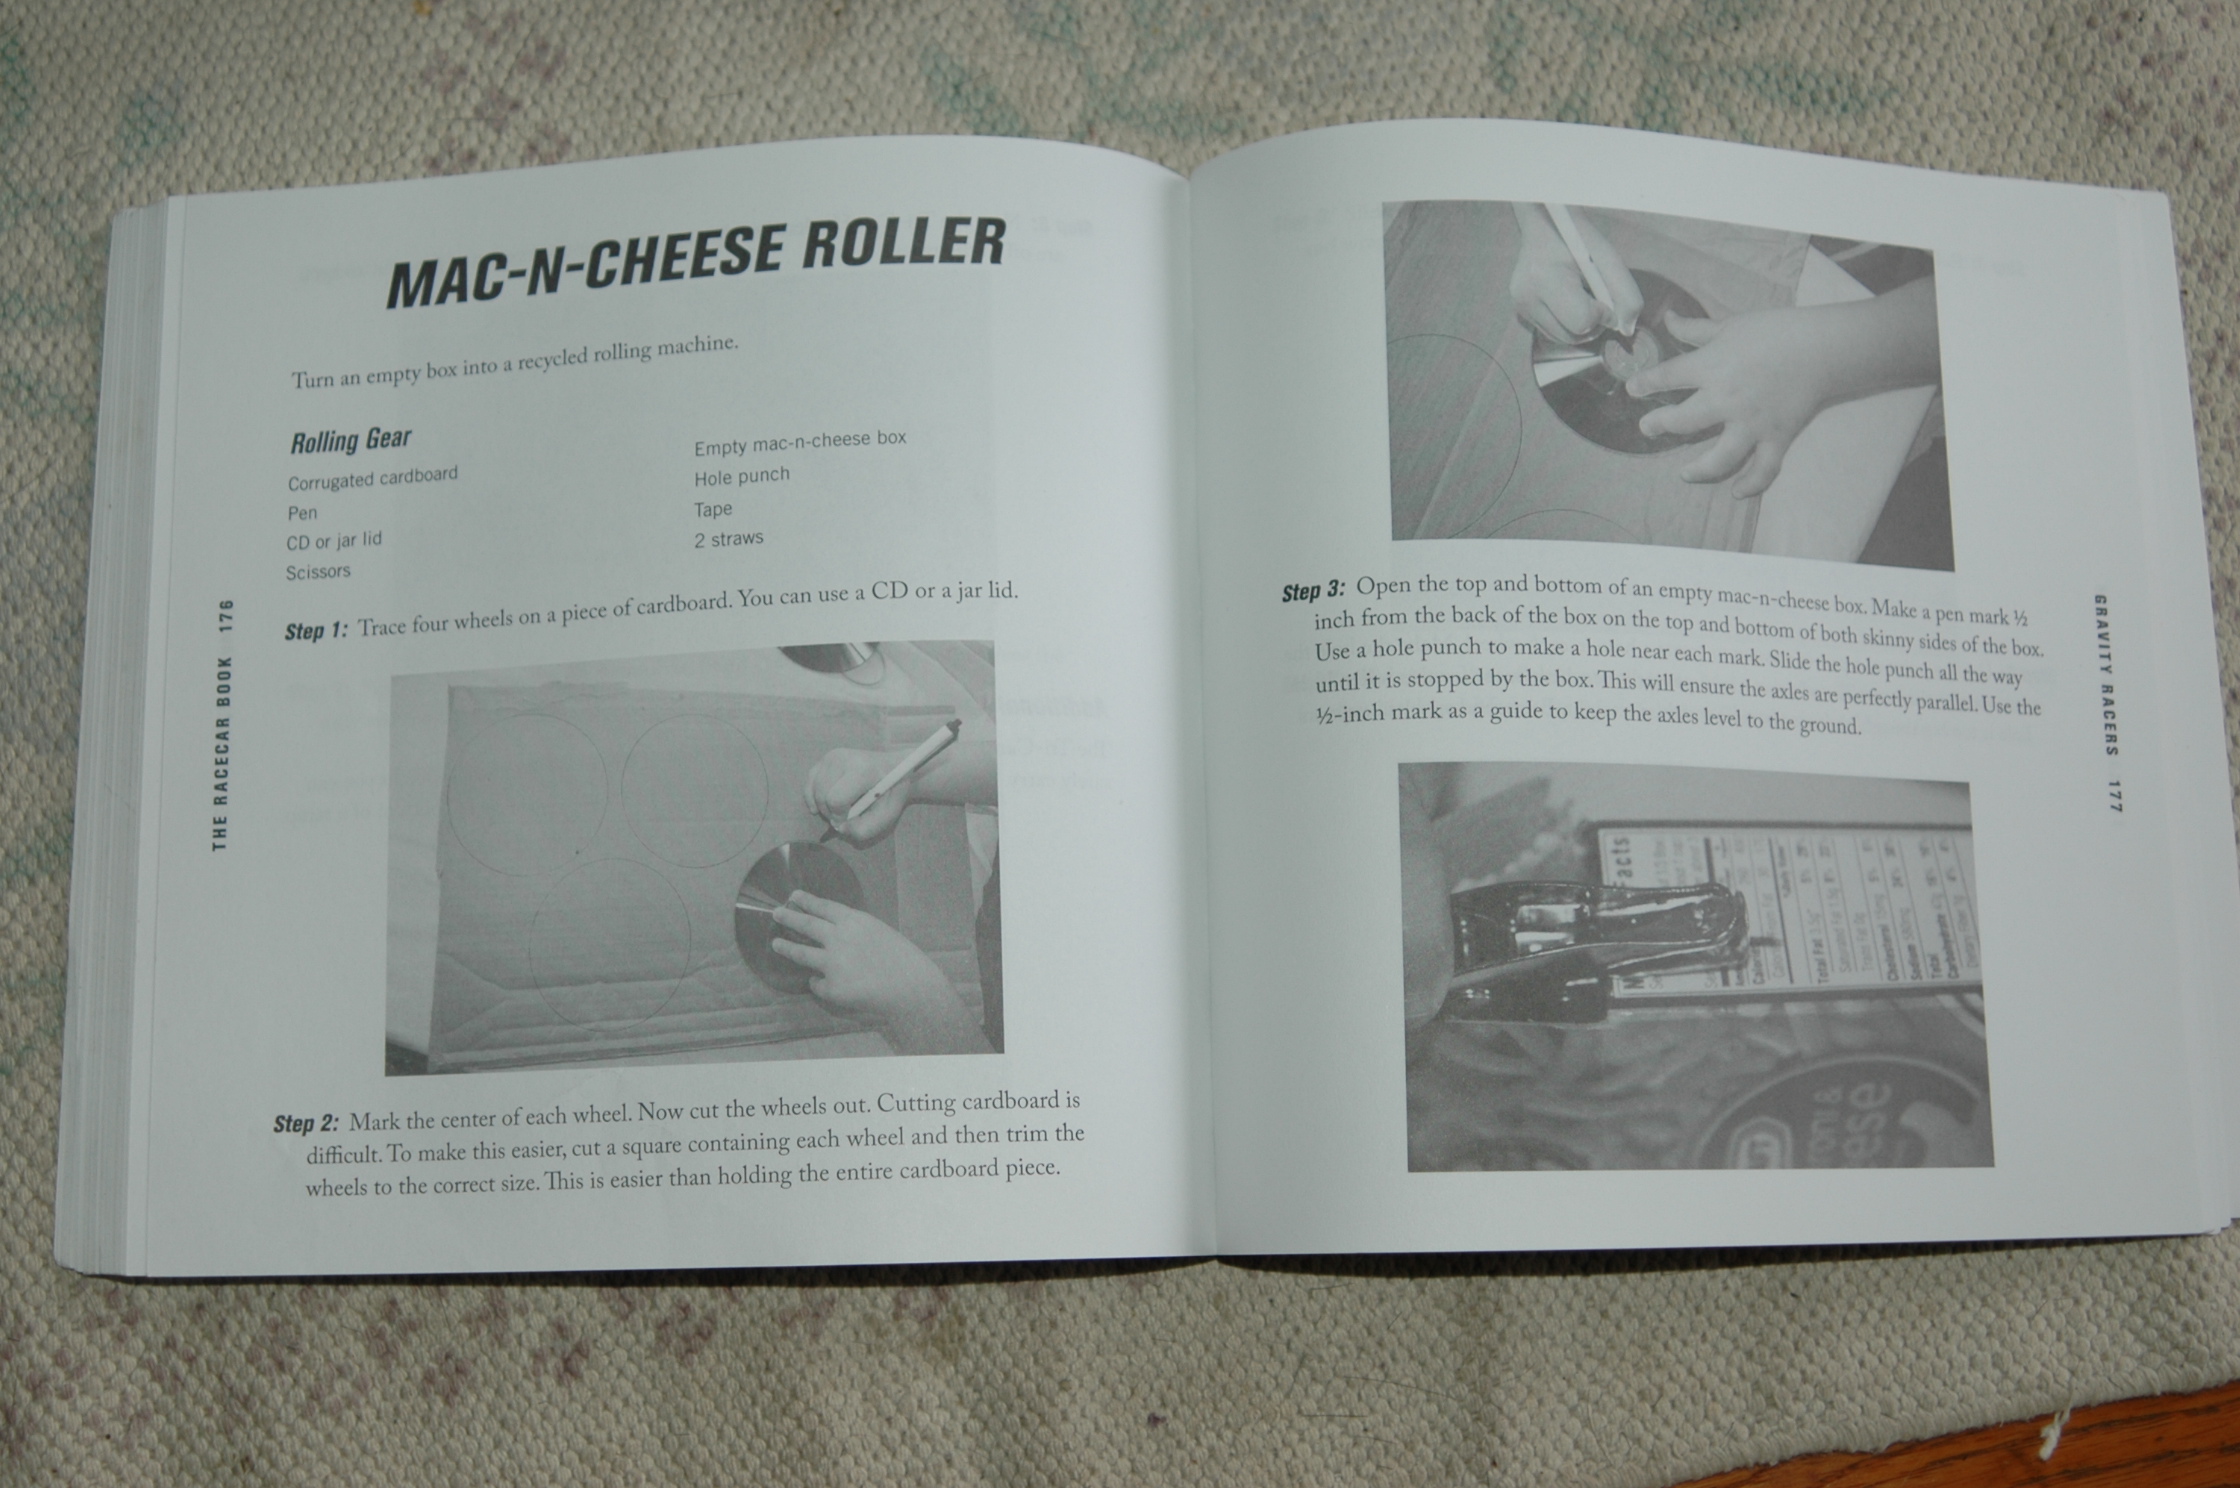 MAC-N-CHEESE ROLLER
Turn an empty box into a recycled rolling machine.
Rolling Gear
Corrugated cardboard
Pen
CD or jar lid
Scissors
Empty mac-n-cheese box
Hole punch
Tape
2 straws
Step 1: Trace four wheels on a piece of cardboard. You can use a CD or a jar lid.
Step 2: Mark the center of each wheel. Now cut the wheels out. Cutting cardboard is
difficult. To make this easier, cut a square containing each wheel and then trim the
wheels to the correct size. This is easier than holding the entire cardboard piece.
THE RACECAR BOOK 176
Step 3: Open the top and bottom of an empty mac-n-cheese box. Make a pen mark ½
inch from the back of the box on the top and bottom of both skinny sides of the box.
Use a hole punch to make a hole near each mark. Slide the hole punch all the way
until it is stopped by the box. This will ensure the axles are perfectly parallel. Use the
½-inch mark as a guide to keep the axles level to the ground.
acts
Total Fat
Cholesterol
Sodium
Total
Carbohydrate
GRAVITY RACERS 177